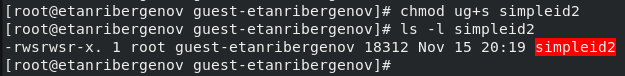 [root@etanribergenov guest-etanribergenov]# chmod ug+s simpleid2
[root@etanribergenov guest-etanribergenov]# ls -l simpleid2
-rwsrwsr-x. 1 root guest-etanribergenov 18312 Nov 15 20:19 simpleid2
[root@etanribergenov guest-etanribergenov]#